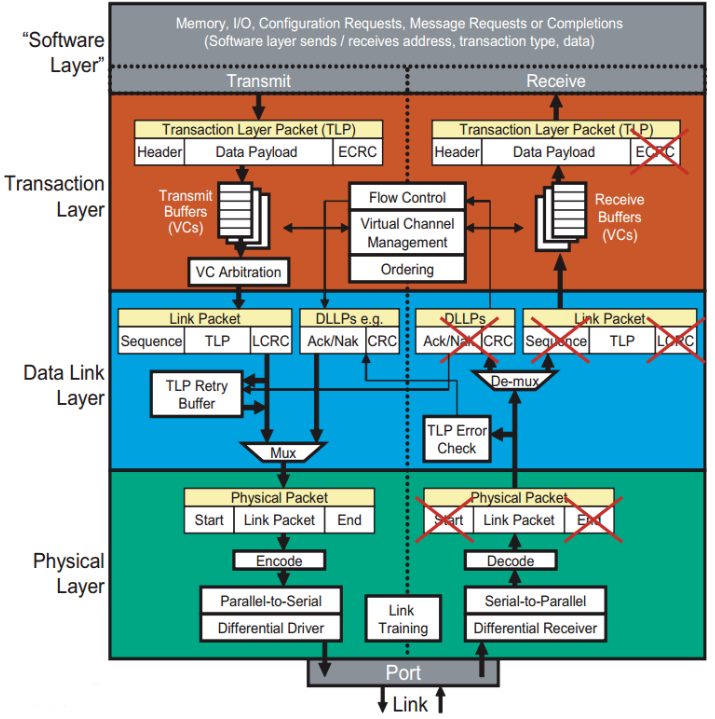 Memory, I/O, Configuration Requests, Message Requests or Completions
(Software layer sends / receives address, transaction type, data)
“Software
Layer”
Transmit
Receive
Transaction
Layer
Transaction Layer Packet (TLP)
Header
Data Payload
ECRC
Transmit
Buffers
(VCs)
VC Arbitration
Flow Control
Virtual Channel
Management
Ordering
Transaction Layer Packet (TLP)
Header
Data Payload
ECRC
Receive
Buffers
(VCs)
Data Link
Layer
Link Packet
Sequence
TLP
LCRC
DLLPs e.g.
Ack/Nak
CRC
TLP Retry
Buffer
Mux
DLLPs
Ack/Nak
CRC
Link Packet
Sequence
TLP
LCRC
De-mux
TLP Error
Check
Physical
Layer
Physical Packet
Start
Link Packet
End
Encode
Parallel-to-Serial
Differential Driver
Link
Training
Physical Packet
Start
Link Packet
End
Decode
Serial-to-Parallel
Differential Receiver
Port
Link